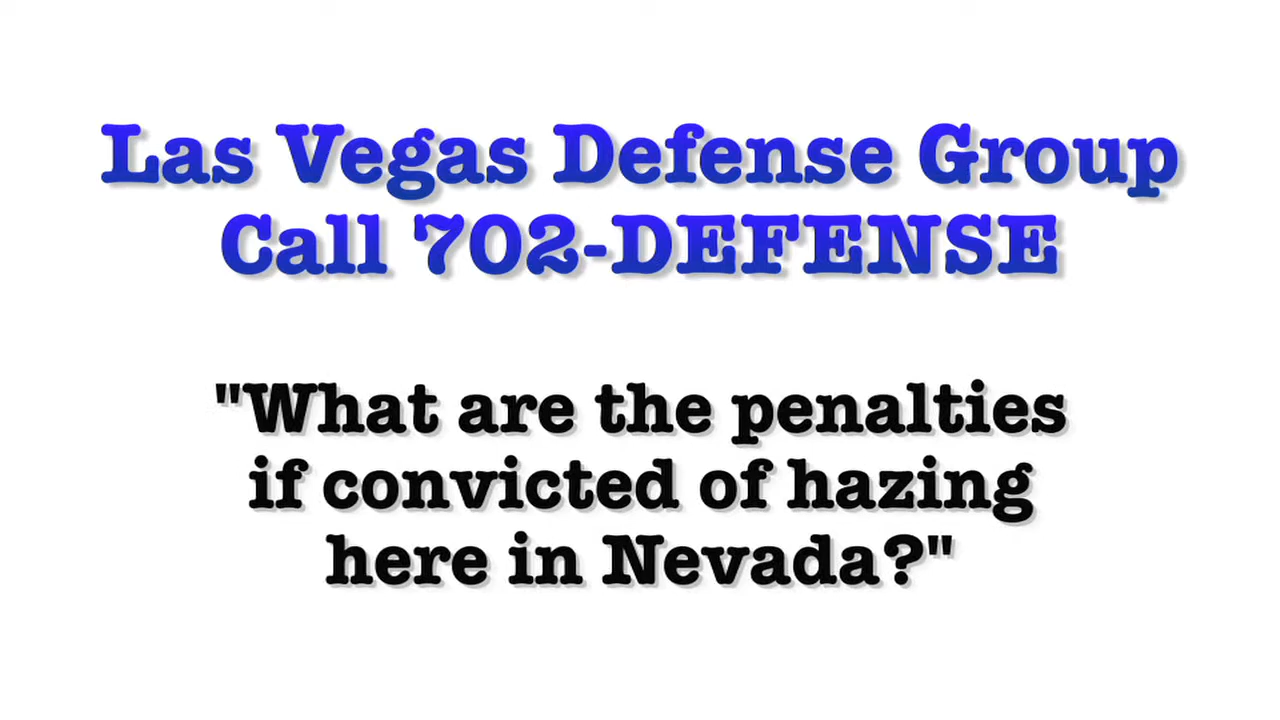 Las Vegas Defense Group
Call 702-DEFENSE
"What are the penalties
if convicted of hazing
here in Nevada?"